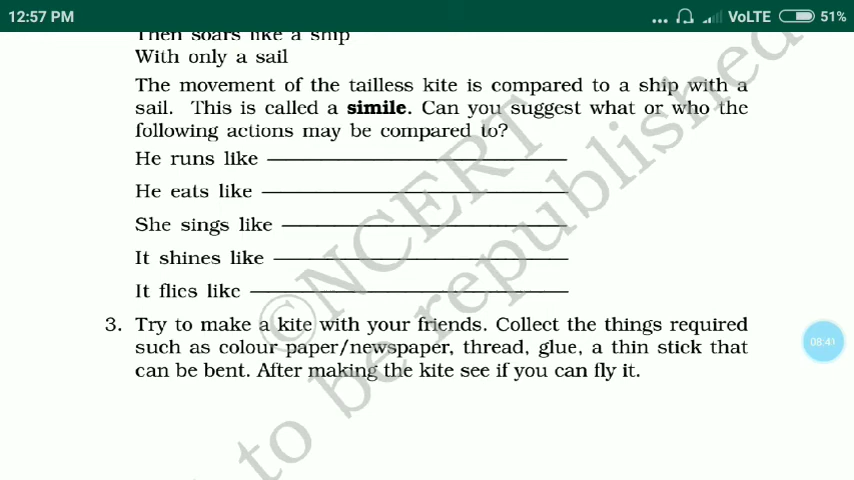 12:57 PM
... VoLTE 51%
Then soars like a ship
With only a sail
The movement of the tailless kite is compared to a ship with a
sail. This is called a simile. Can you suggest what or who the
following actions may be compared to?
He runs like
He eats like
She sings like
It shines like
It flies like
3. Try to make a kite with your friends. Collect the things required
such as colour paper/newspaper, thread, glue, a thin stick that
can be bent. After making the kite see if you can fly it.
08:41
©NCERT
to be republished